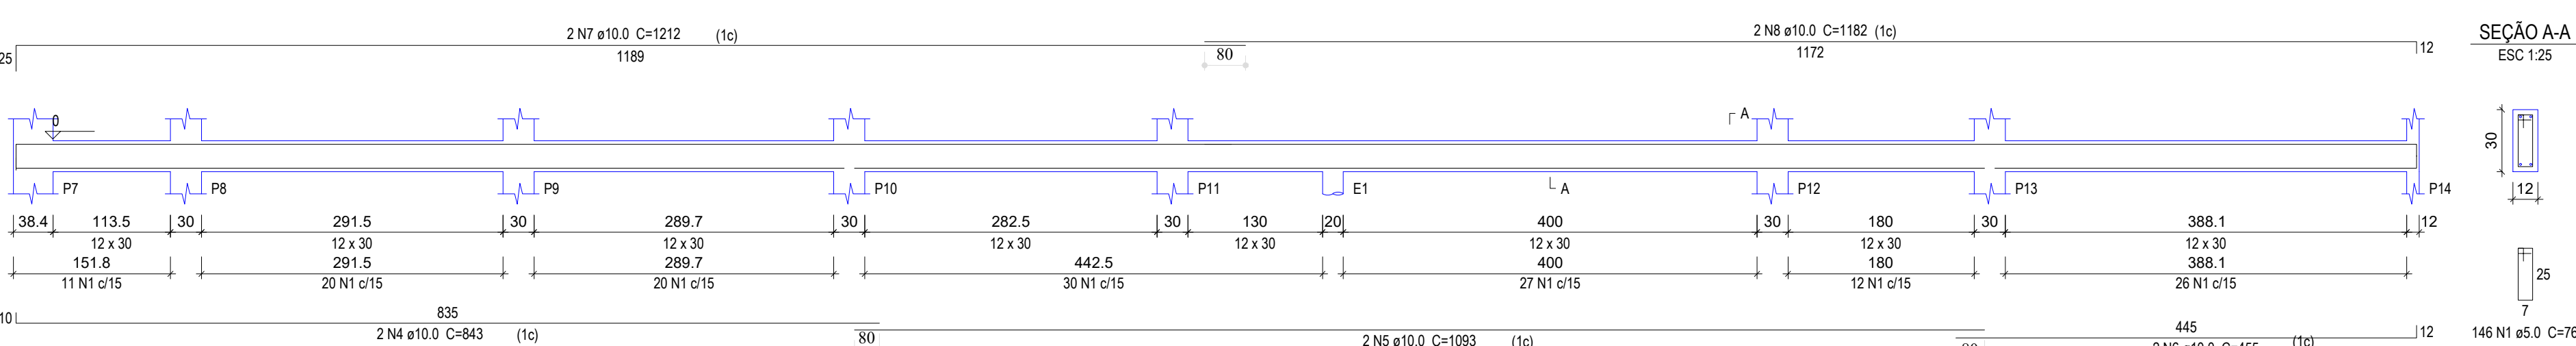 2 N7 ø10.0 C=1212 (1c)
2 N8 ø10.0 C=1182 (1c)
SEÇÃO A-A
25
1189
80
1172
12
ESC 1:25
0
A
30
P7
P8
P9
P10
P11
E1
A
P12
P13
P14
12
38.4 113.5 30 291.5 30 289.7 30 282.5 30 130 20 400 30 180 30 388.1 12
12 x 30 12 x 30 12 x 30 12 x 30 12 x 30 12 x 30 12 x 30 12 x 30
151.8 291.5 289.7 442.5 400 180 388.1
25
11 N1 c/15 20 N1 c/15 20 N1 c/15 30 N1 c/15 27 N1 c/15 12 N1 c/15 26 N1 c/15
7
10
835
445
12
2 N4 ø10.0 C=843 (1c)
80
2 N5 ø10.0 C=1093 (1c)
146 N1 ø5.0 C=76